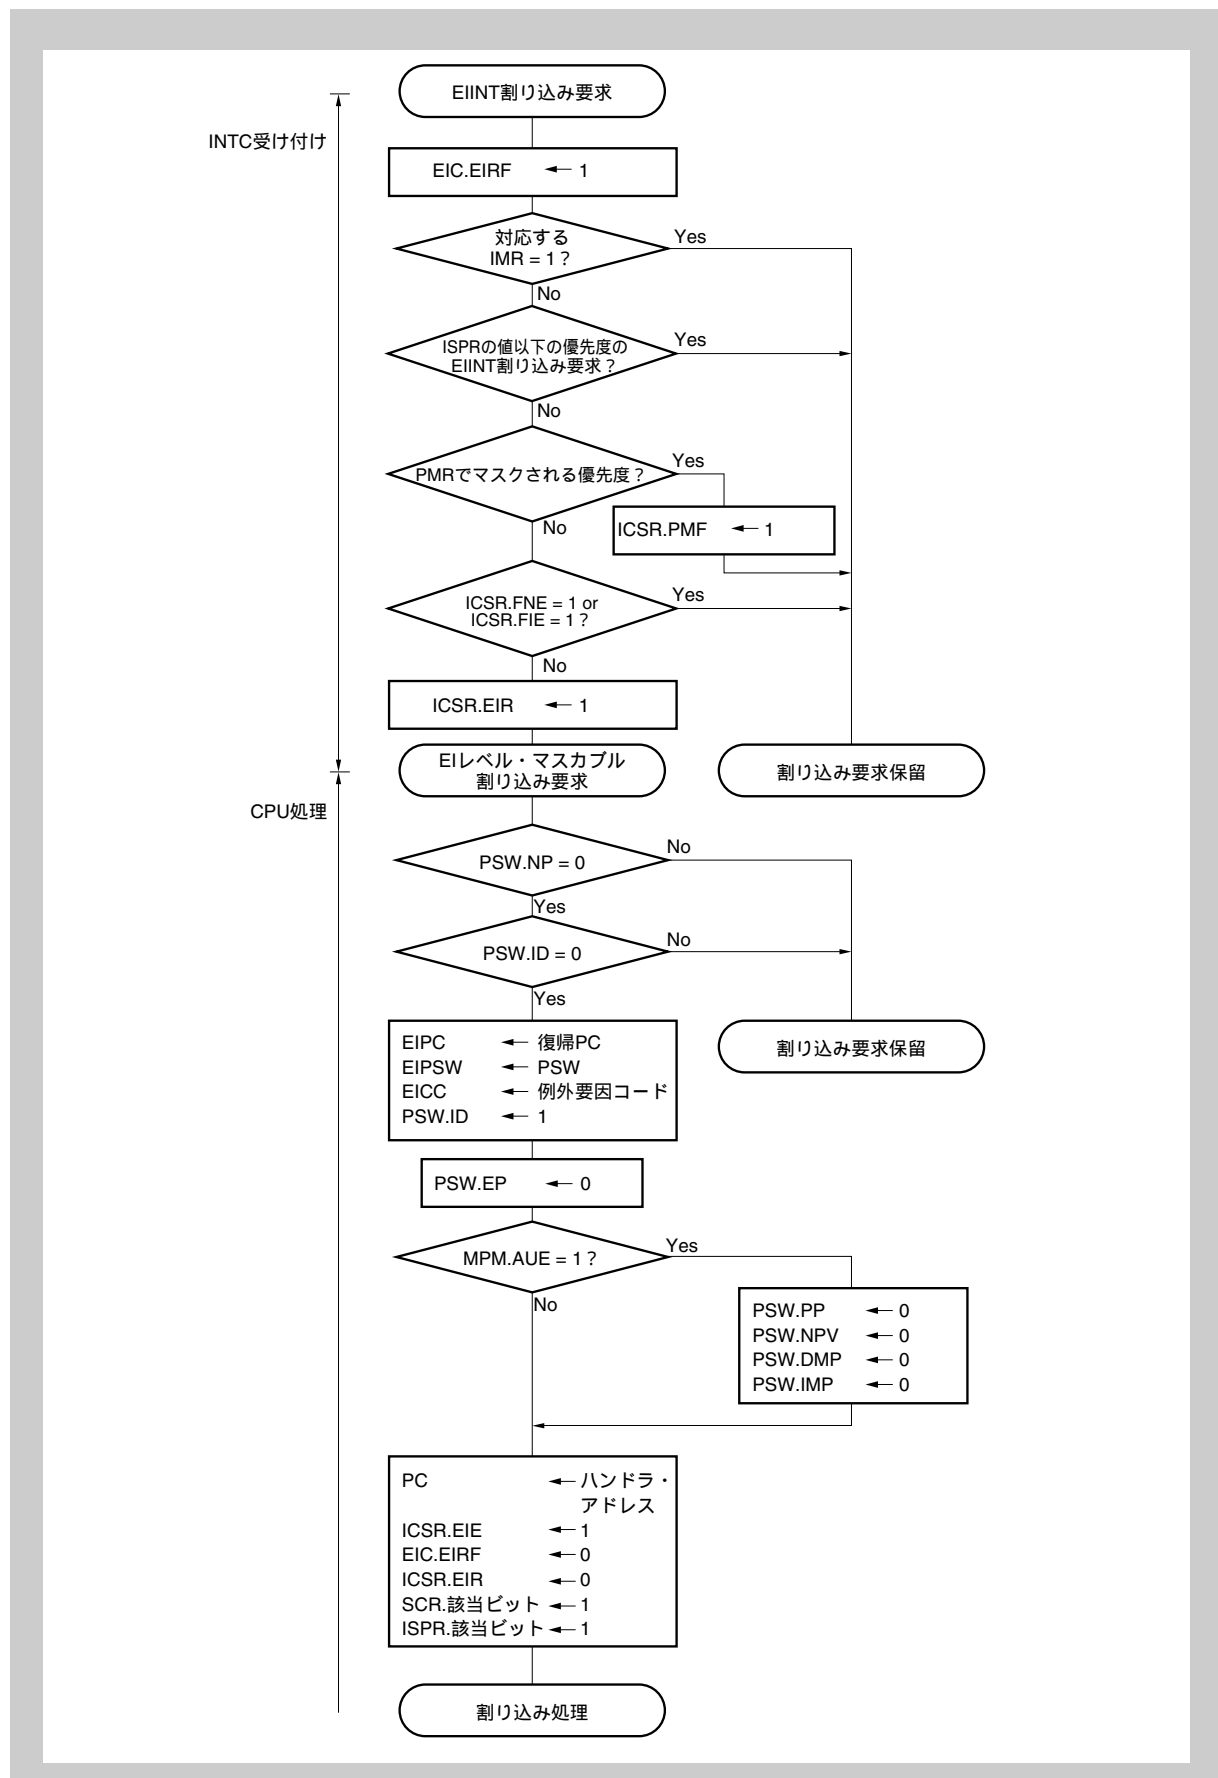 EIINT割り込み要求
INTC受け付け
EIC.EIRF ← 1
対応する
IMR = 1 ?
Yes
No
ISPRの値以下の優先度の
EIINT割り込み要求？
Yes
No
PMRでマスクされる優先度？
Yes
ICSR.PMF ← 1
No
ICSR.FNE = 1 or
ICSR.FIE = 1 ?
Yes
No
ICSR.EIR ← 1
EIレベル・マスカブル
割り込み要求
割り込み要求保留
CPU処理
PSW.NP = 0
No
Yes
PSW.ID = 0
No
Yes
割り込み要求保留
EIPC ← 復帰PC
EIPSW ← PSW
EICC ← 例外要因コード
PSW.ID ← 1
PSW.EP ← 0
MPM.AUE = 1 ?
Yes
No
PSW.PP ← 0
PSW.NPV ← 0
PSW.DMP ← 0
PSW.IMP ← 0
PC ← ハンドラ・
アドレス
ICSR.EIE ← 1
EIC.EIRF ← 0
ICSR.EIR ← 0
SCR.該当ビット ← 1
ISPR.該当ビット ← 1
割り込み処理